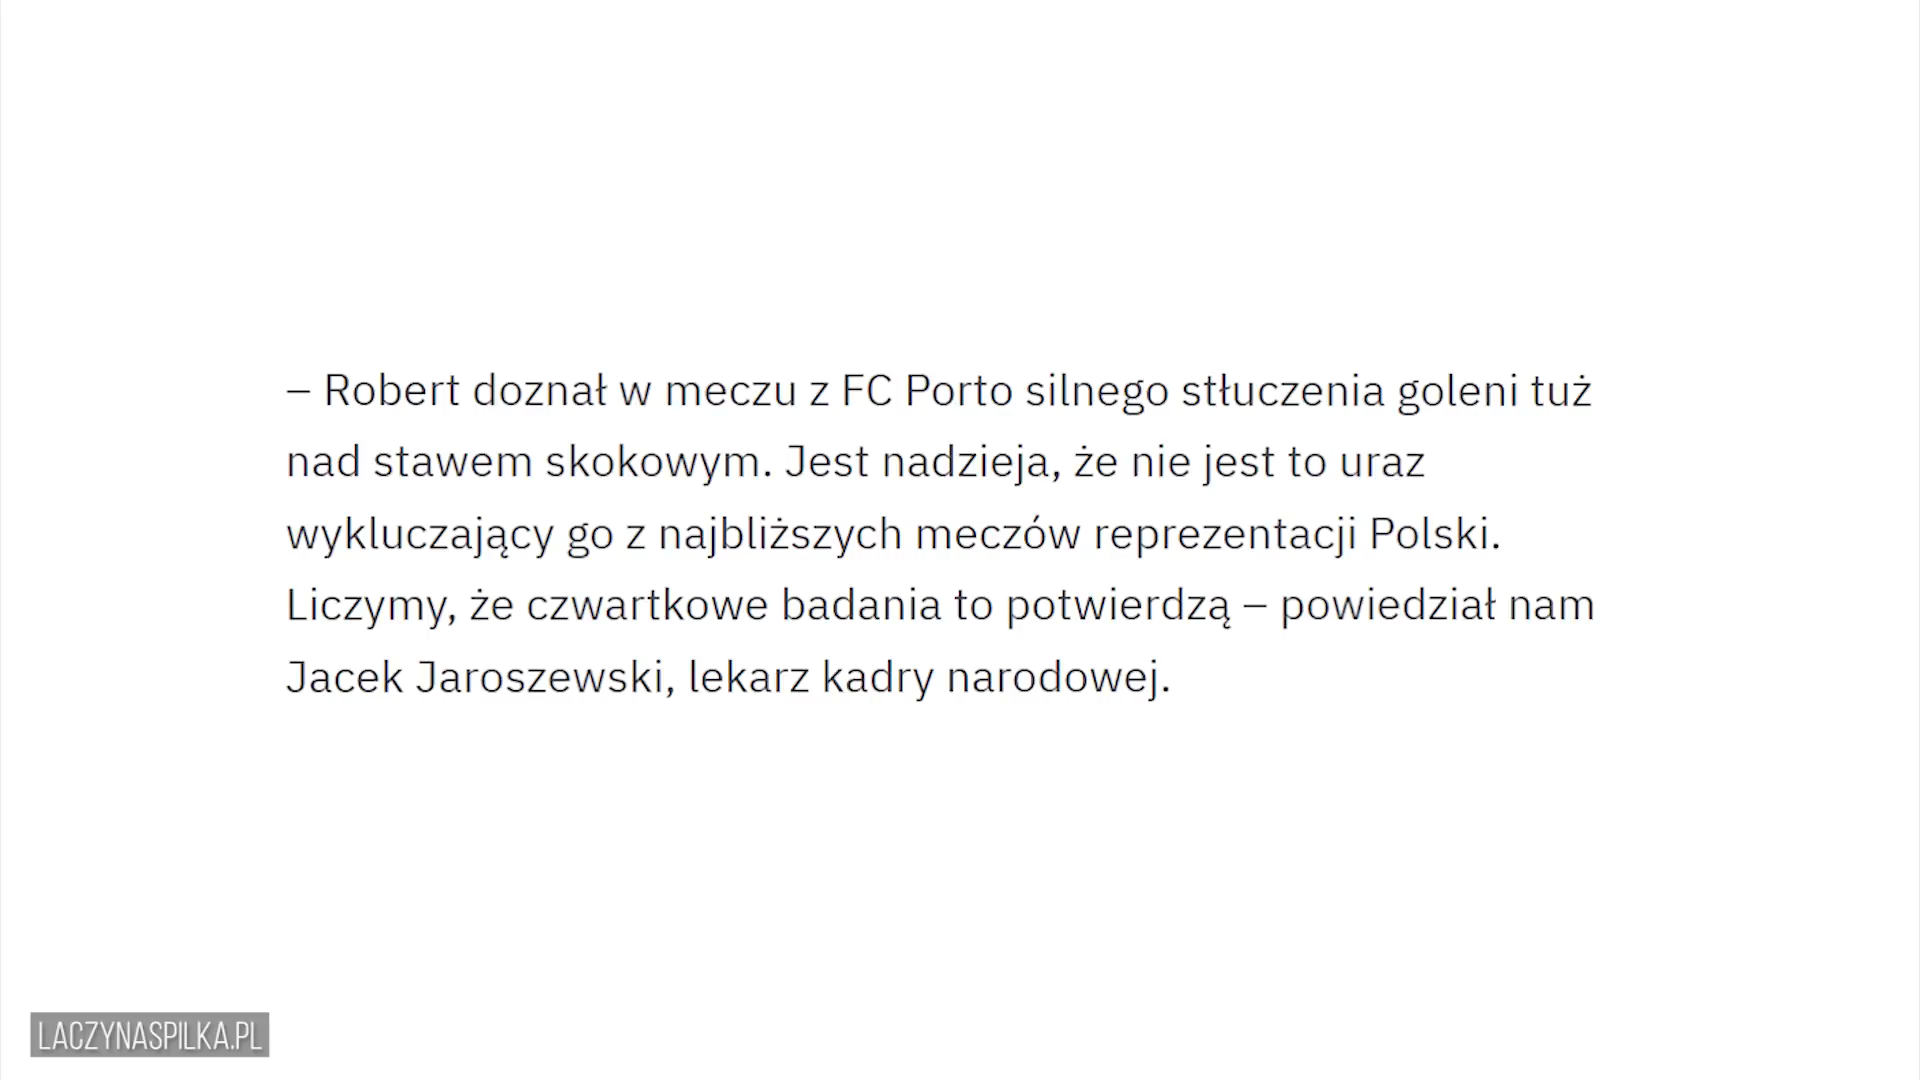 – Robert doznał w meczu z FC Porto silnego stłuczenia goleni tuż
nad stawem skokowym. Jest nadzieja, że nie jest to uraz
wykluczający go z najbliższych meczów reprezentacji Polski.
Liczymy, że czwartkowe badania to potwierdzą – powiedział nam
Jacek Jaroszewski, lekarz kadry narodowej.
LACZYNASPILKA.PL